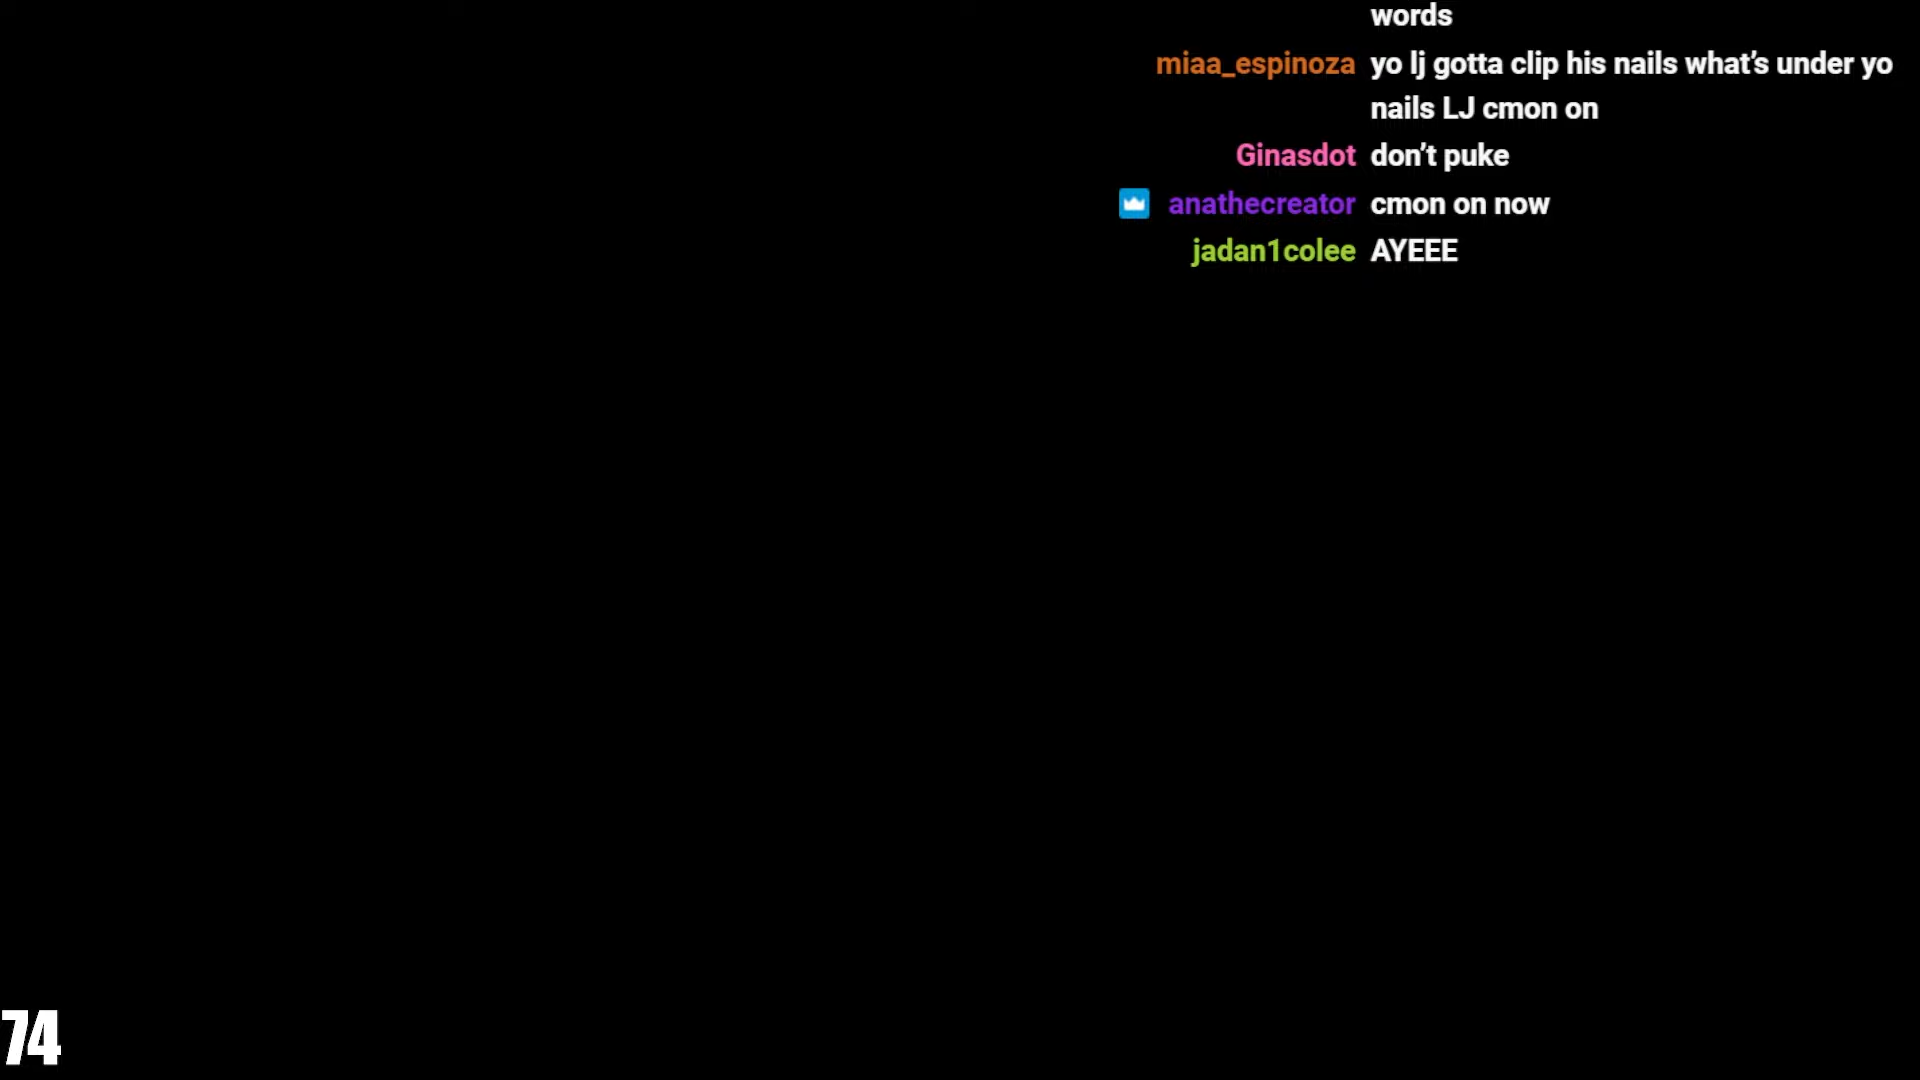 words
miaa_espinoza yo lj gotta clip his nails what’s under yo
nails LJ cmon on
Ginasdot don’t puke
anathecreator cmon on now
jadan1colee AYEEE
74